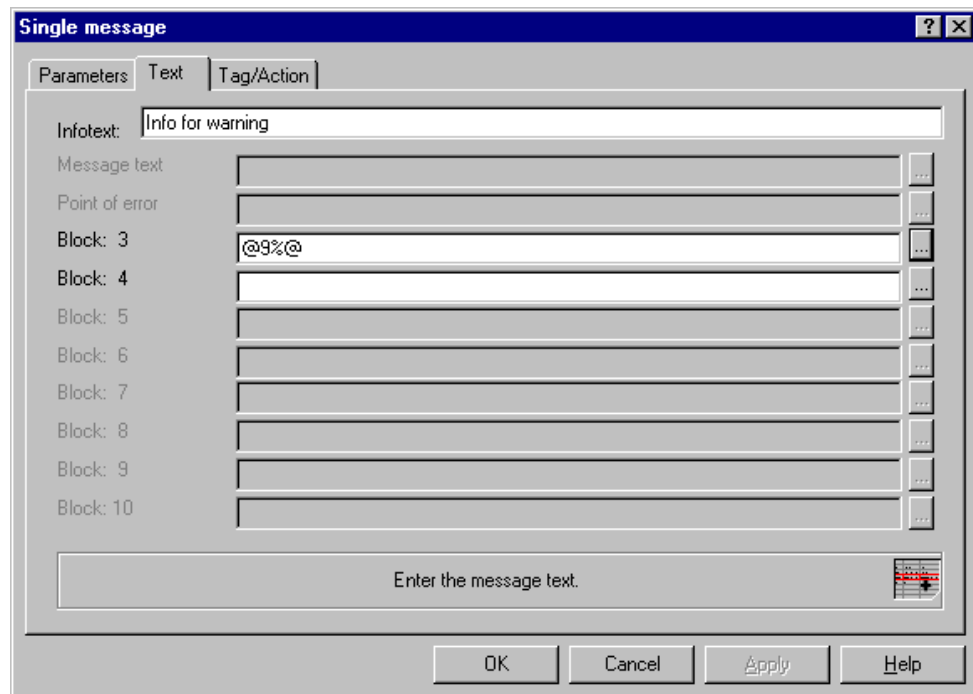 Single message
Parameters Text Tag/Action
Infotext: Info for warning
Message text ...
Point of error ...
Block: 3 @9%@ ...
Block: 4 ...
Block: 5 ...
Block: 6 ...
Block: 7 ...
Block: 8 ...
Block: 9 ...
Block: 10 ...
Enter the message text.
OK Cancel Apply Help